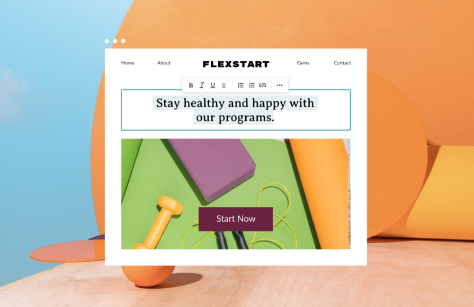 Home About FLEXSTART Gyms Contact
B I U S
Stay healthy and happy with
our programs.
Start Now